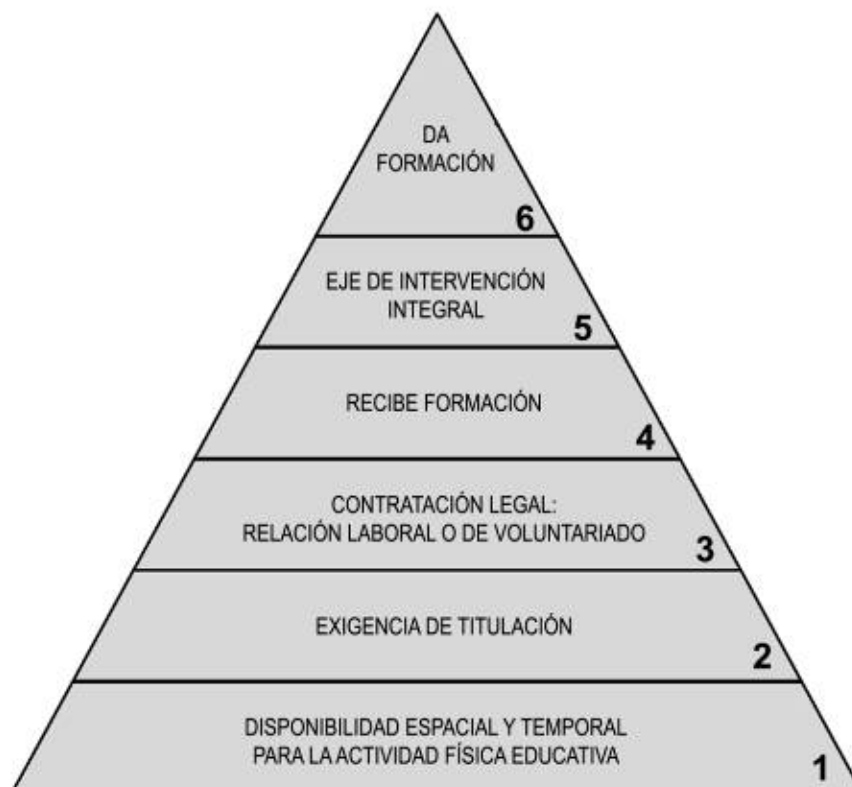 DA
FORMACIÓN
6
EJE DE INTERVENCIÓN
INTEGRAL
5
RECIBE FORMACIÓN
4
CONTRATACIÓN LEGAL:
RELACIÓN LABORAL O DE VOLUNTARIADO
3
EXIGENCIA DE TITULACIÓN
2
DISPONIBILIDAD ESPACIAL Y TEMPORAL
PARA LA ACTIVIDAD FÍSICA EDUCATIVA
1